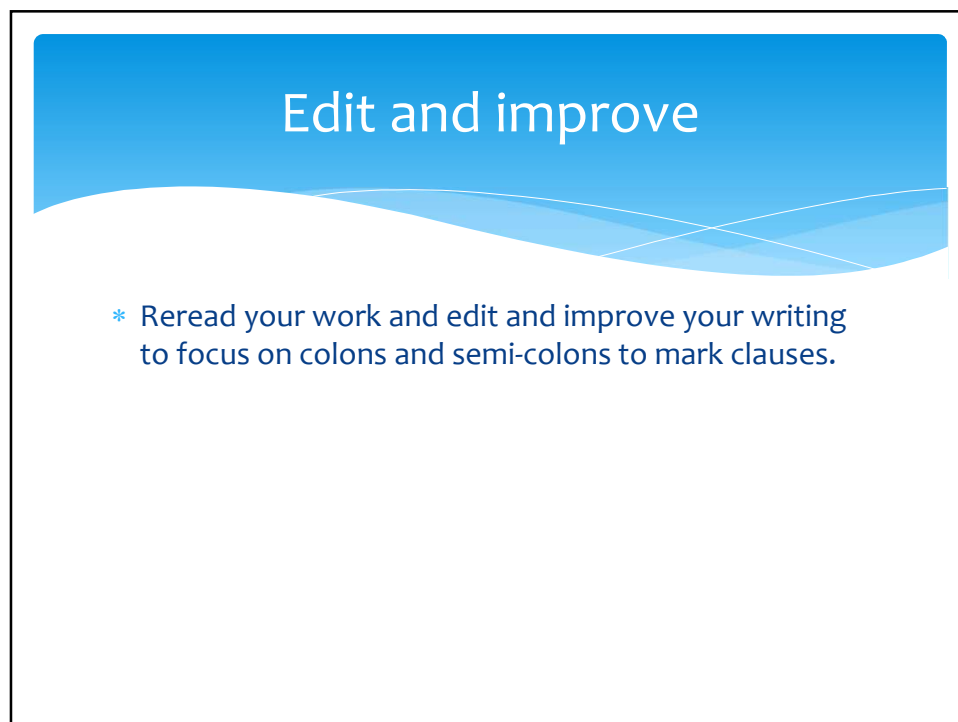 Edit and improve
* Reread your work and edit and improve your writing
to focus on colons and semi-colons to mark clauses.